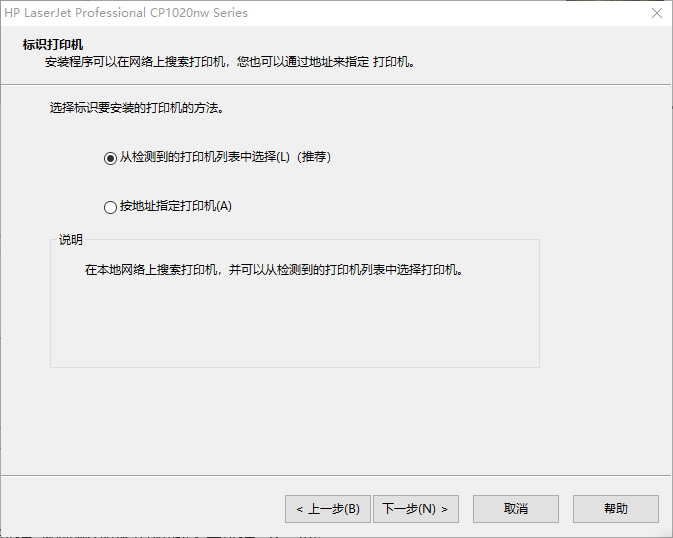 HP LaserJet Professional CP1020nw Series
标识打印机
安装程序可以在网络上搜索打印机，您也可以通过地址来指定 打印机。
选择标识要安装的打印机的方法。
从检测到的打印机列表中选择(L)（推荐）
按地址指定打印机(A)
说明
在本地网络上搜索打印机，并可以从检测到的打印机列表中选择打印机。
< 上一步(B)
下一步(N) >
取消
帮助